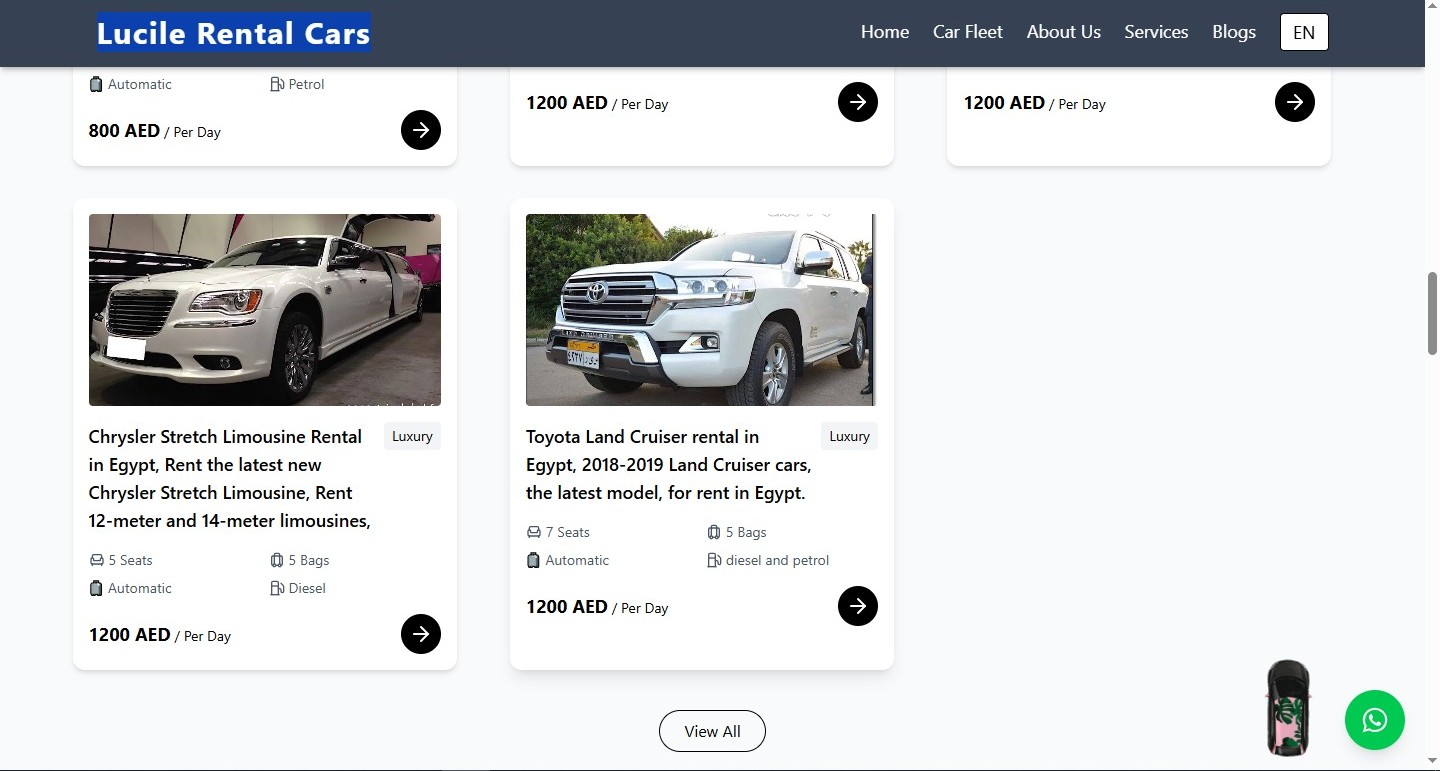 Lucile Rental Cars
Home Car Fleet About Us Services Blogs EN
Automatic Petrol
800 AED / Per Day
1200 AED / Per Day
1200 AED / Per Day
Chrysler Stretch Limousine Rental
in Egypt, Rent the latest new
Chrysler Stretch Limousine, Rent
12-meter and 14-meter limousines,
Luxury
5 Seats 5 Bags
Automatic Diesel
1200 AED / Per Day
Toyota Land Cruiser rental in
Egypt, 2018-2019 Land Cruiser cars,
the latest model, for rent in Egypt.
Luxury
7 Seats 5 Bags
Automatic diesel and petrol
1200 AED / Per Day
View All